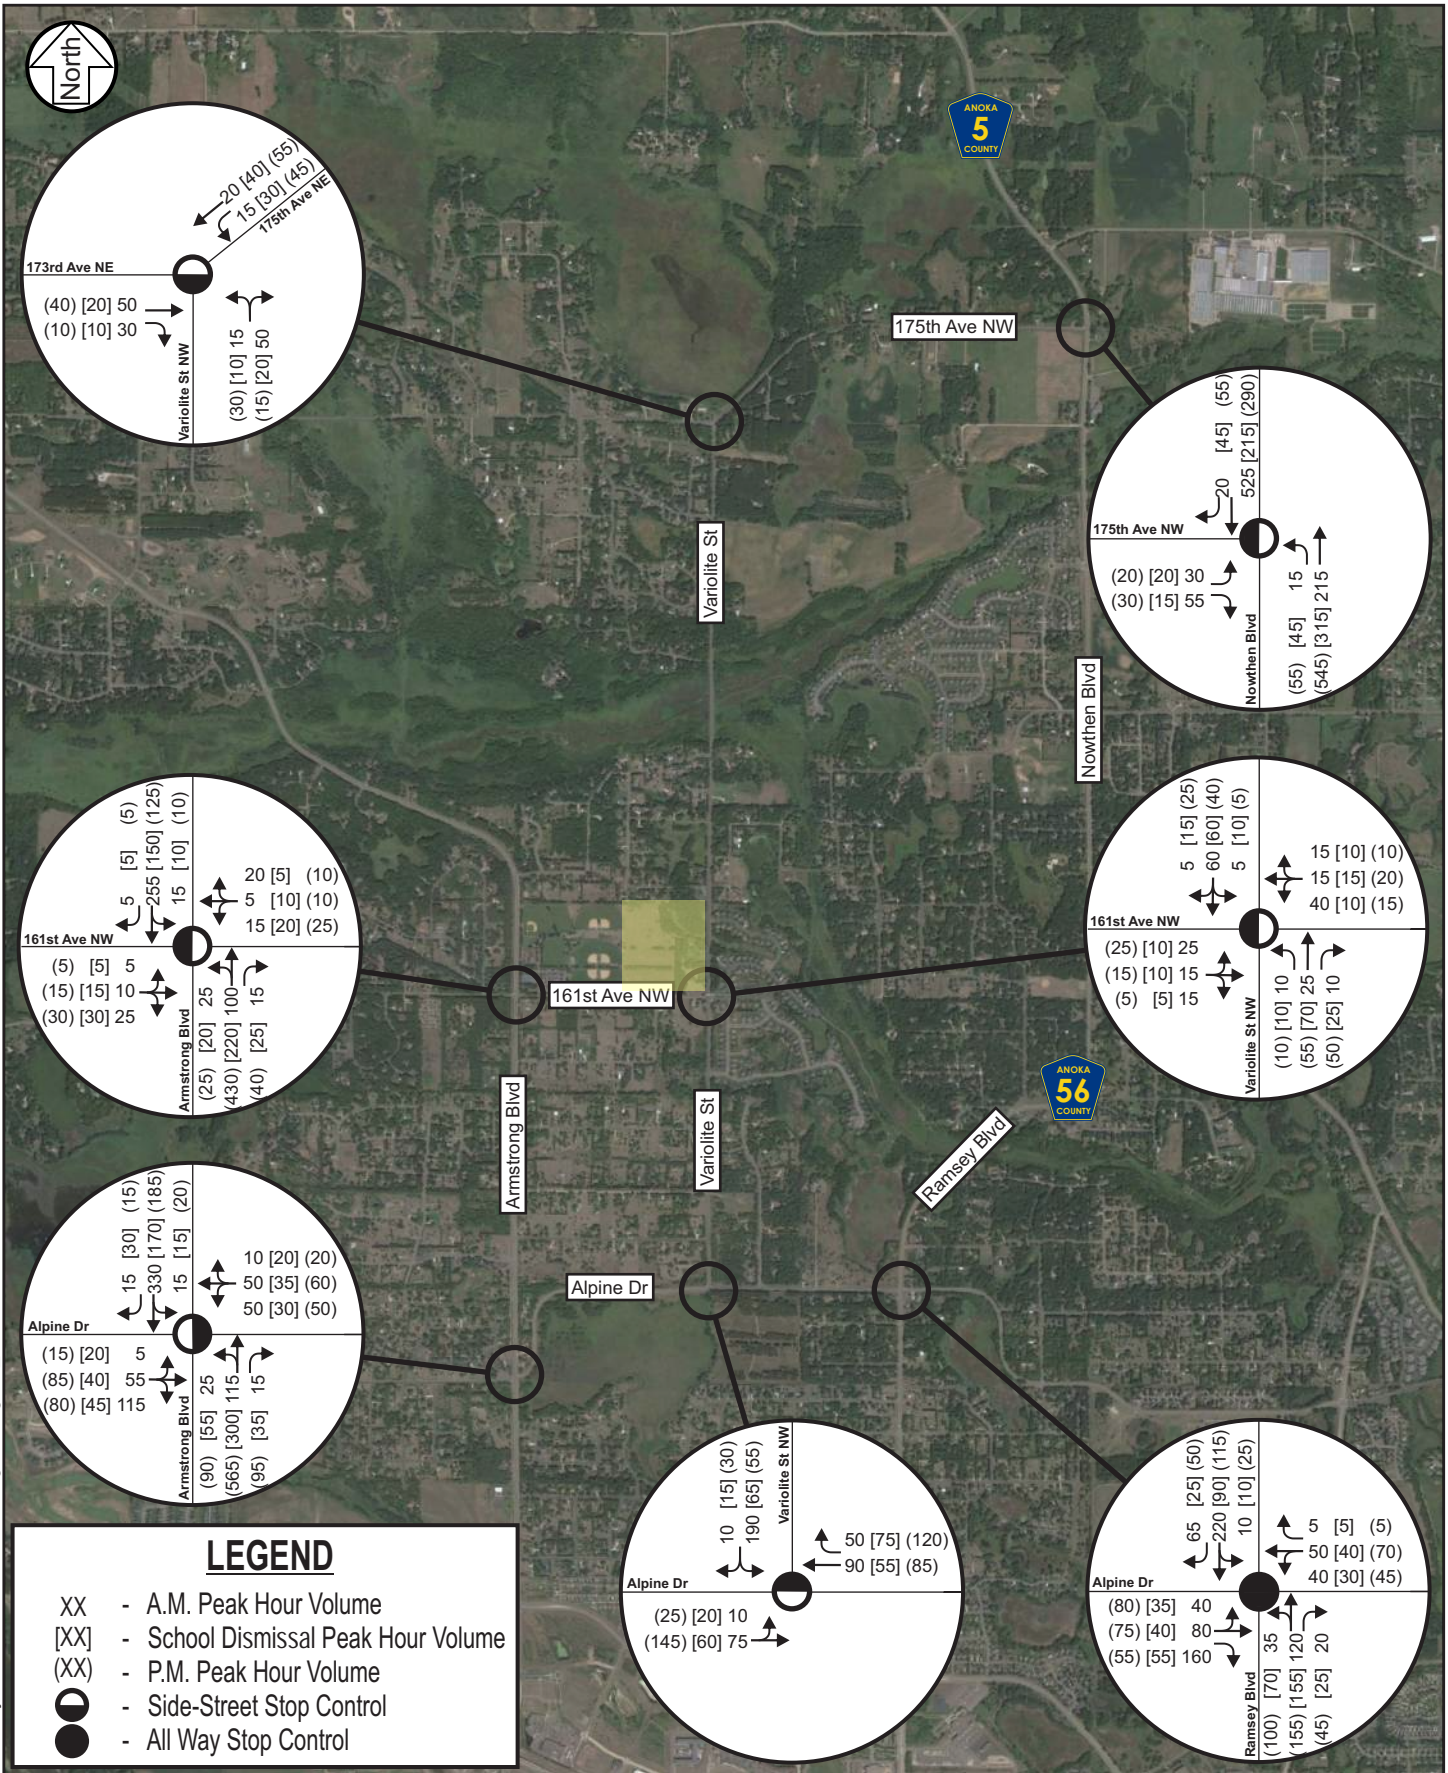 North
ANOKA
5
COUNTY
20 [40] (55)
15 [30] (45)
175th Ave NE
173rd Ave NE
(40) [20] 50
(10) [10] 30
Variolite St NW
(30) [10] 15
(15) [20] 50
175th Ave NW
20 [45] (55)
525 [215] (290)
175th Ave NW
(20) [20] 30
(30) [15] 55
Nowthen Blvd
(55) [45] 15
(545) [315] 215
Variolite St
Nowthen Blvd
5 [5] (5)
255 [150] (125)
15 [10] (10)
20 [5] (10)
5 [10] (10)
15 [20] (25)
161st Ave NW
(5) [5] 5
(15) [15] 10
(30) [30] 25
Armstrong Blvd
(25) [20] 25
(430) [220] 100
(40) [25] 15
161st Ave NW
5 [15] (25)
60 [60] (40)
5 [10] (5)
15 [10] (10)
15 [15] (20)
40 [10] (15)
161st Ave NW
(25) [10] 25
(15) [10] 15
(5) [5] 15
Variolite St NW
(10) [10] 10
(55) [70] 25
(50) [25] 10
ANOKA
56
COUNTY
Armstrong Blvd
Variolite St
Ramsey Blvd
15 [30] (15)
330 [170] (185)
15 [15] (20)
10 [20] (20)
50 [35] (60)
50 [30] (50)
Alpine Dr
(15) [20] 5
(85) [40] 55
(80) [45] 115
Armstrong Blvd
(90) [55] 25
(565) [300] 115
(95) [35] 15
Alpine Dr
10 [15] (30)
190 [65] (55)
Variolite St NW
50 [75] (120)
90 [55] (85)
Alpine Dr
(25) [20] 10
(145) [60] 75
65 [25] (50)
220 [90] (115)
10 [10] (25)
5 [5] (5)
50 [40] (70)
40 [30] (45)
Alpine Dr
(80) [35] 40
(75) [40] 80
(55) [55] 160
Ramsey Blvd
(100) [70] 35
(155) [155] 120
(45) [25] 20
LEGEND
XX - A.M. Peak Hour Volume
[XX] - School Dismissal Peak Hour Volume
(XX) - P.M. Peak Hour Volume
- Side-Street Stop Control
- All Way Stop Control